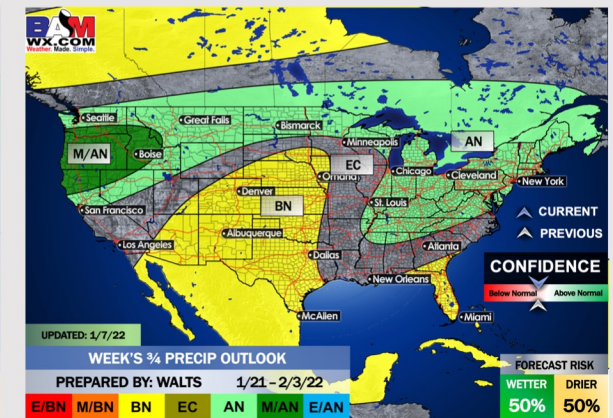 BAM
WX.COM
Weather. Made. Simple.
Seattle
Great Falls
Bismarck
M/AN
Boise
Minneapolis
AN
EC
Omaha
Chicago
Cleveland
New York
Denver
BN
St. Louis
San Francisco
CURRENT
PREVIOUS
Los Angeles
Albuquerque
Atlanta
Dallas
CONFIDENCE
New Orleans
Below Normal
Above Normal
McAllen
Miami
UPDATED: 1/7/22
WEEK'S ¾ PRECIP OUTLOOK
PREPARED BY: WALTS 1/21 – 2/3/22
FORECAST RISK
WETTER
DRIER
50%
50%
E/BN M/BN BN EC AN M/AN E/AN